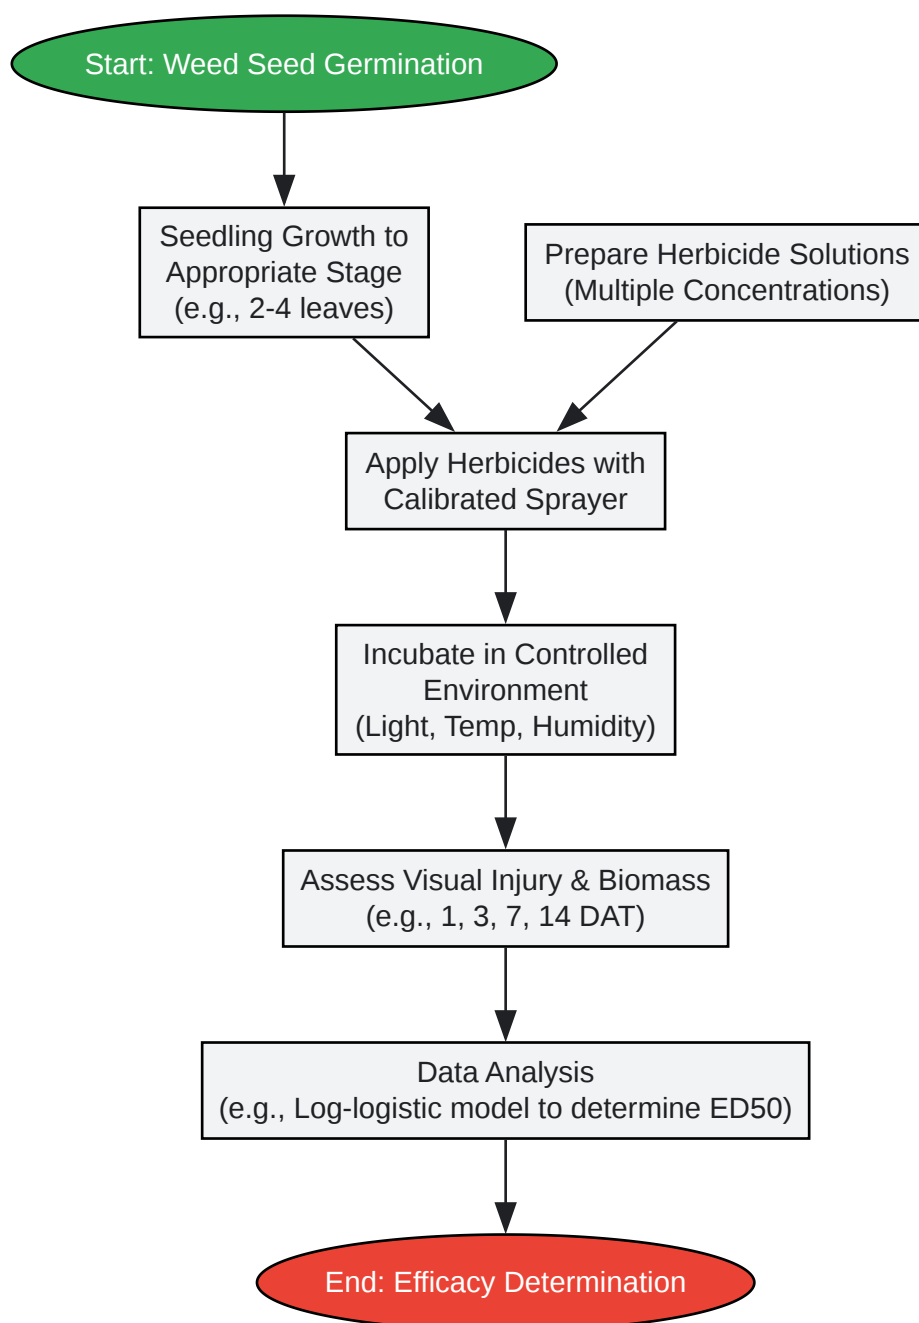 Start: Weed Seed Germination
Seedling Growth to
Appropriate Stage
(e.g., 2-4 leaves)
Prepare Herbicide Solutions
(Multiple Concentrations)
Apply Herbicides with
Calibrated Sprayer
Incubate in Controlled
Environment
(Light, Temp, Humidity)
Assess Visual Injury & Biomass
(e.g., 1, 3, 7, 14 DAT)
Data Analysis
(e.g., Log-logistic model to determine ED50)
End: Efficacy Determination